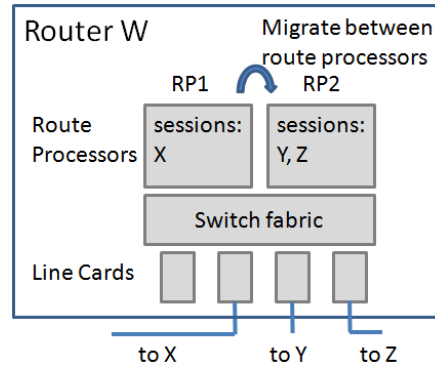 Router W
Migrate between
route processors
RP1
RP2
Route
Processors
sessions:
X
sessions:
Y, Z
Switch fabric
Line Cards
to X
to Y
to Z